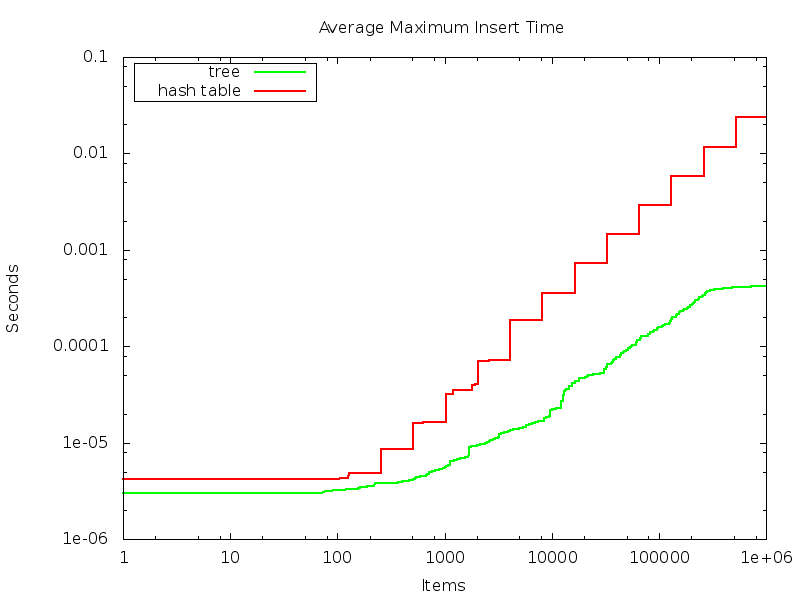 Average Maximum Insert Time
0.1
tree
hash table
0.01
0.001
Seconds
0.0001
1e-05
1e-06
1 10 100 1000 10000 100000 1e+06
Items